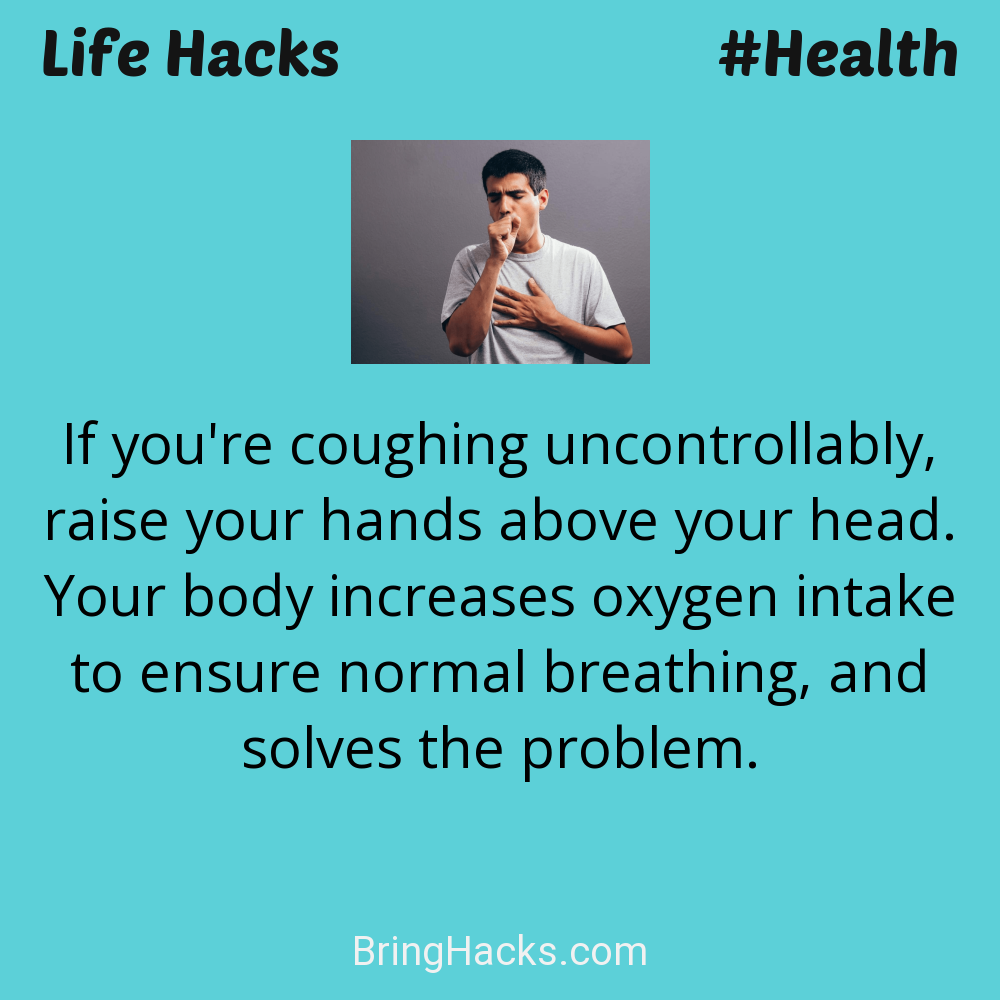 Life Hacks
#Health
If you're coughing uncontrollably,
raise your hands above your head.
Your body increases oxygen intake
to ensure normal breathing, and
solves the problem.
BringHacks.com